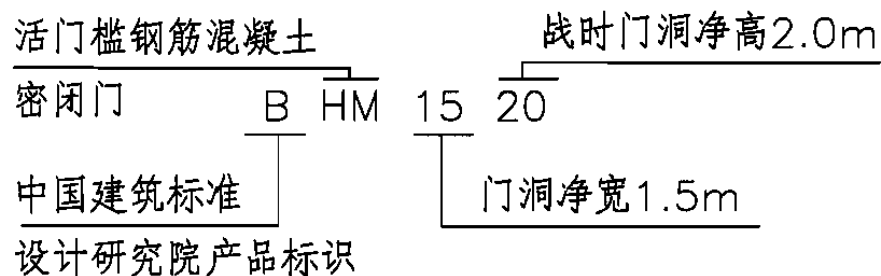 活门槛钢筋混凝土
战时门洞净高2.0m
密闭门
B HM 15 20
中国建筑标准
门洞净宽1.5m
设计研究院产品标识